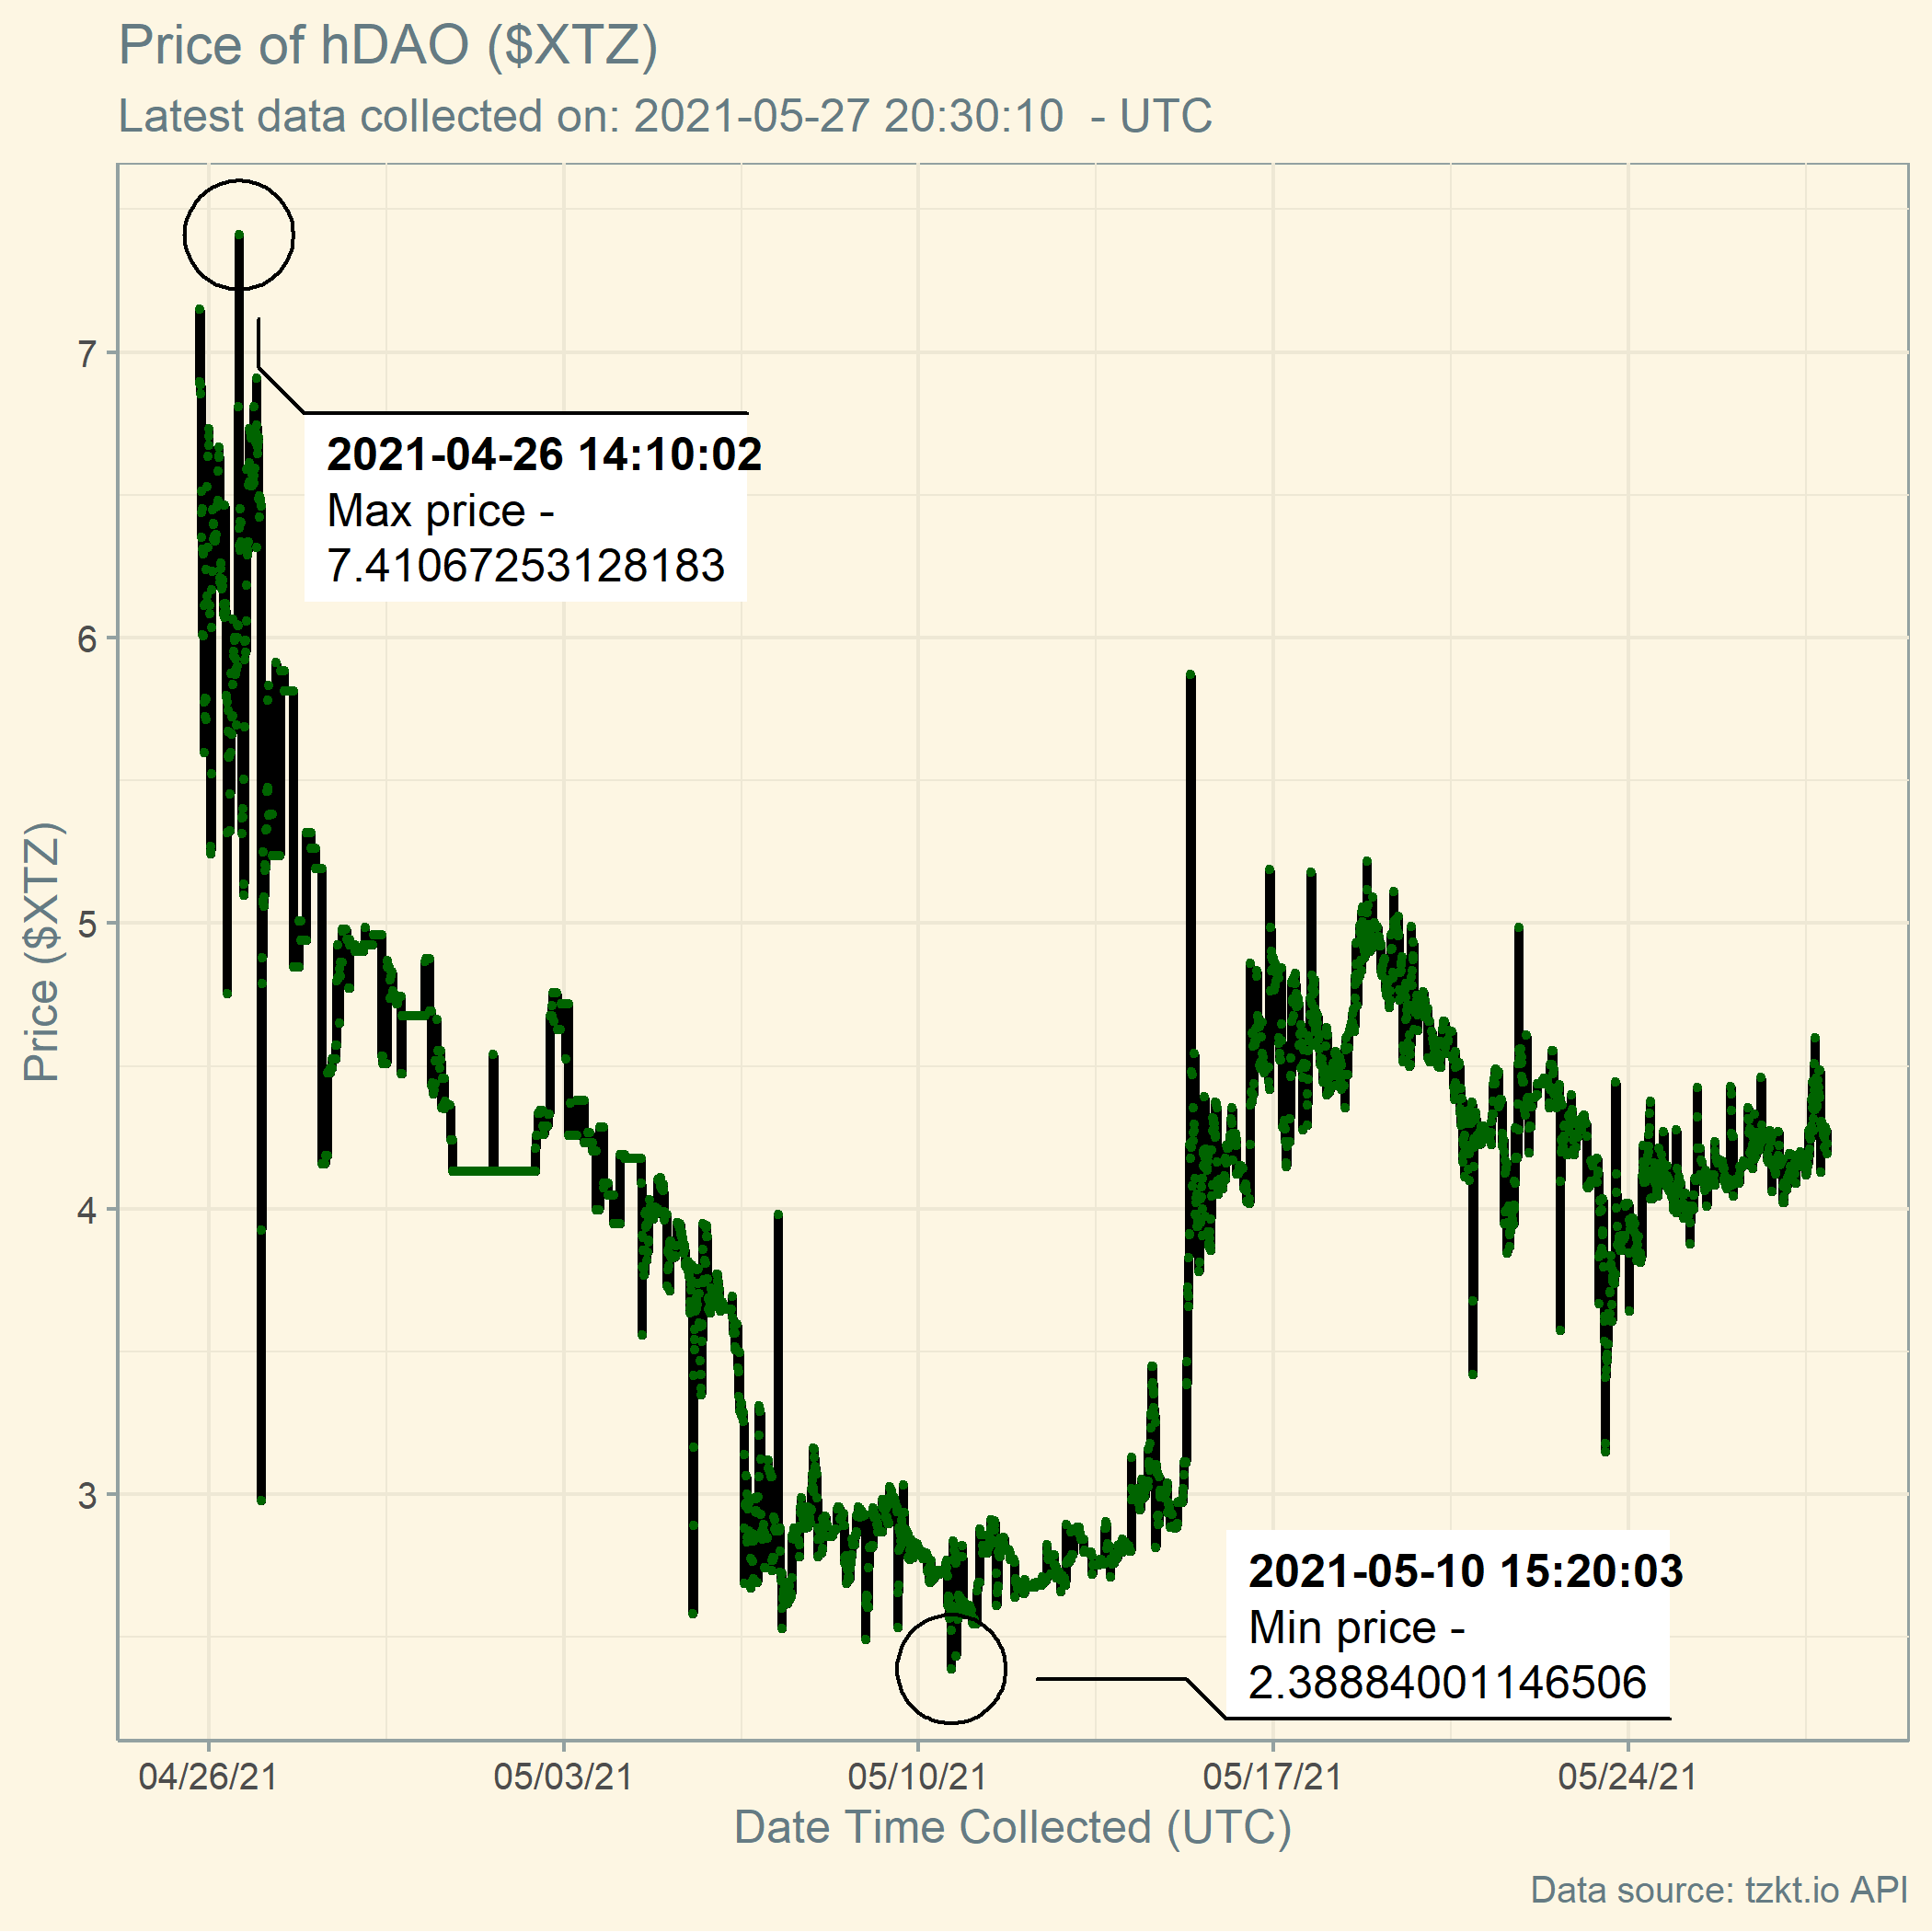 Price of hDAO ($XTZ)
Latest data collected on: 2021-05-27 20:30:10  - UTC
Price ($XTZ)
7
6
5
4
3
2021-04-26 14:10:02
Max price -
7.41067253128183
2021-05-10 15:20:03
Min price -
2.38884001146506
04/26/21
05/03/21
05/10/21
05/17/21
05/24/21
Date Time Collected (UTC)
Data source: tzkt.io API